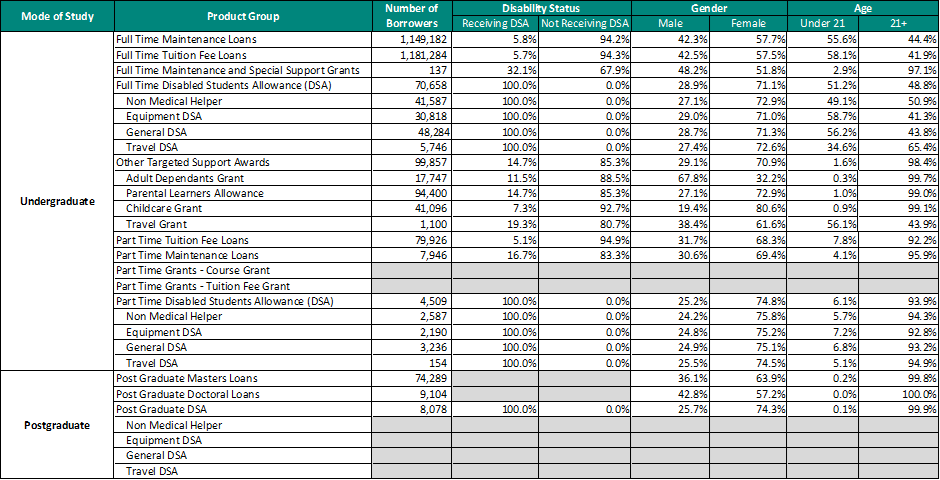 Mode of Study Product Group Number of Borrowers Disability Status Gender Age
Receiving DSA Not Receiving DSA Male Female Under 21 21+
Undergraduate
Full Time Maintenance Loans 1,149,182 5.8% 94.2% 42.3% 57.7% 55.6% 44.4%
Full Time Tuition Fee Loans 1,181,284 5.7% 94.3% 42.5% 57.5% 58.1% 41.9%
Full Time Maintenance and Special Support Grants 137 32.1% 67.9% 48.2% 51.8% 2.9% 97.1%
Full Time Disabled Students Allowance (DSA) 70,658 100.0% 0.0% 28.9% 71.1% 51.2% 48.8%
Non Medical Helper 41,587 100.0% 0.0% 27.1% 72.9% 49.1% 50.9%
Equipment DSA 30,818 100.0% 0.0% 29.0% 71.0% 58.7% 41.3%
General DSA 48,284 100.0% 0.0% 28.7% 71.3% 56.2% 43.8%
Travel DSA 5,746 100.0% 0.0% 27.4% 72.6% 34.6% 65.4%
Other Targeted Support Awards 99,857 14.7% 85.3% 29.1% 70.9% 1.6% 98.4%
Adult Dependants Grant 17,747 11.5% 88.5% 67.8% 32.2% 0.3% 99.7%
Parental Learners Allowance 94,400 14.7% 85.3% 27.1% 72.9% 1.0% 99.0%
Childcare Grant 41,096 7.3% 92.7% 19.4% 80.6% 0.9% 99.1%
Travel Grant 1,100 19.3% 80.7% 38.4% 61.6% 56.1% 43.9%
Part Time Tuition Fee Loans 79,926 5.1% 94.9% 31.7% 68.3% 7.8% 92.2%
Part Time Maintenance Loans 7,946 16.7% 83.3% 30.6% 69.4% 4.1% 95.9%
Part Time Grants - Course Grant
Part Time Grants - Tuition Fee Grant
Part Time Disabled Students Allowance (DSA) 4,509 100.0% 0.0% 25.2% 74.8% 6.1% 93.9%
Non Medical Helper 2,587 100.0% 0.0% 24.2% 75.8% 5.7% 94.3%
Equipment DSA 2,190 100.0% 0.0% 24.8% 75.2% 7.2% 92.8%
General DSA 3,236 100.0% 0.0% 24.9% 75.1% 6.8% 93.2%
Travel DSA 154 100.0% 0.0% 25.5% 74.5% 5.1% 94.9%
Postgraduate
Post Graduate Masters Loans 74,289 36.1% 63.9% 0.2% 99.8%
Post Graduate Doctoral Loans 9,104 42.8% 57.2% 0.0% 100.0%
Post Graduate DSA 8,078 100.0% 0.0% 25.7% 74.3% 0.1% 99.9%
Non Medical Helper
Equipment DSA
General DSA
Travel DSA